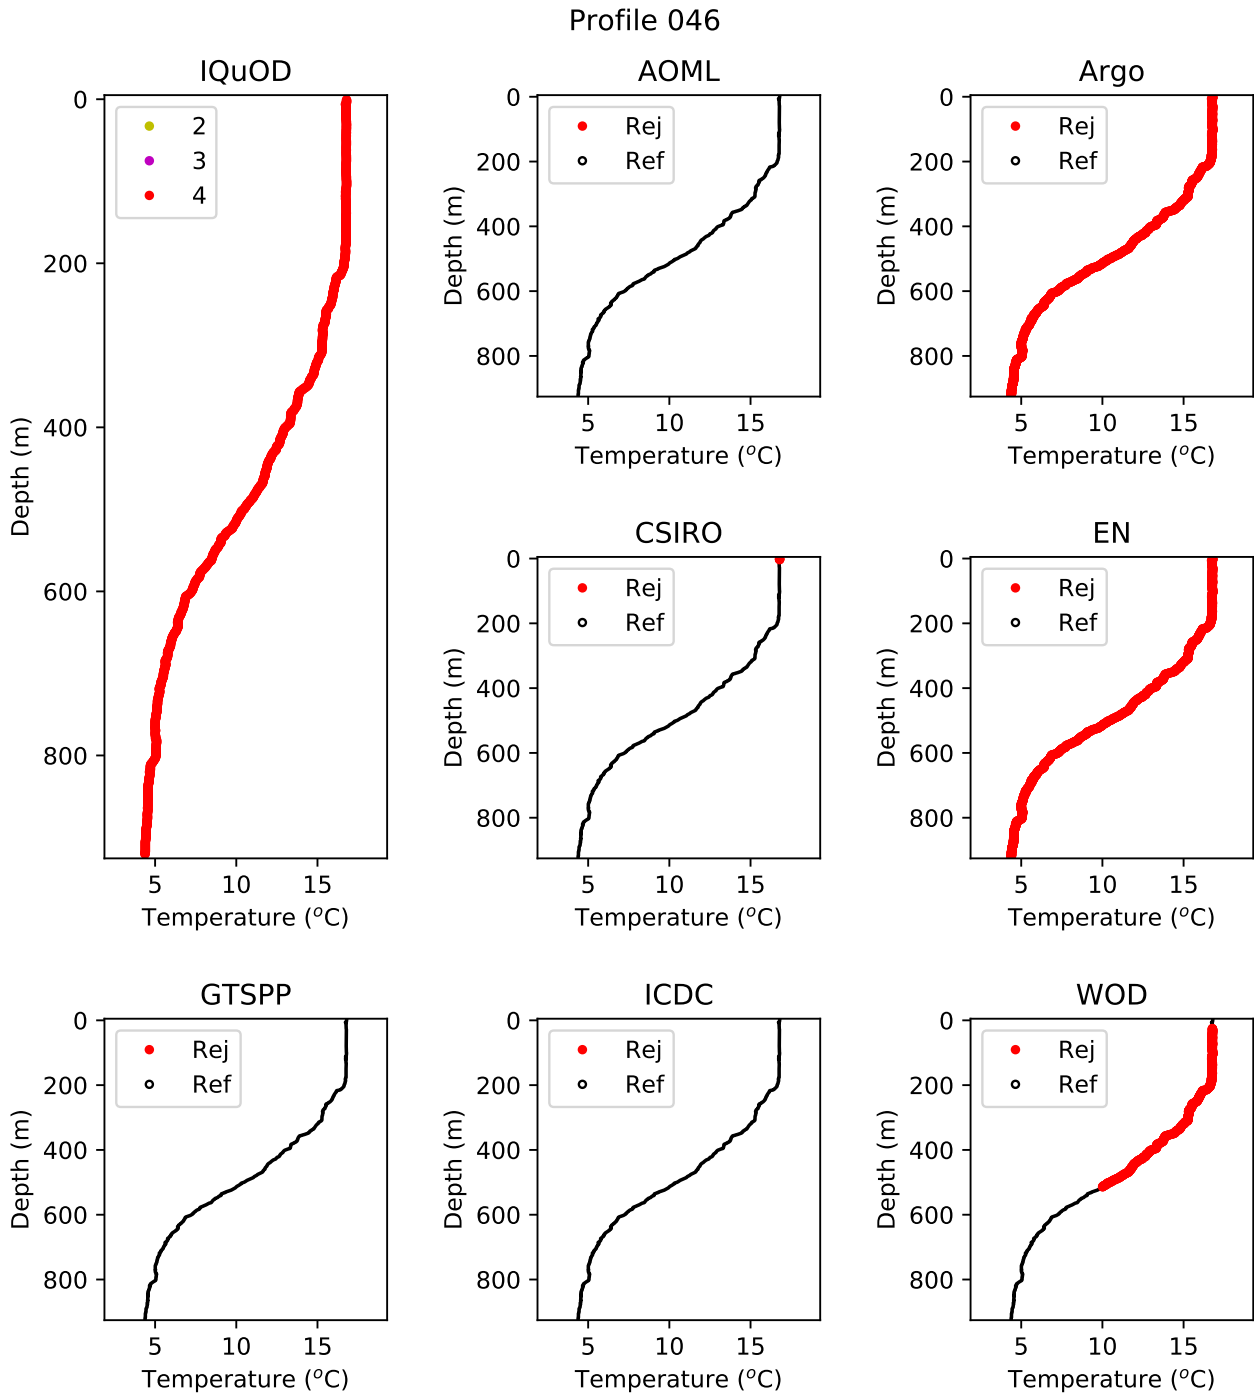 Profile 046
IQuOD
0
200
400
600
800
5 10 15
Depth (m)
Temperature (°C)
2
3
4
AOML
0
200
400
600
800
5 10 15
Depth (m)
Temperature (°C)
Rej
Ref
Argo
0
200
400
600
800
5 10 15
Depth (m)
Temperature (°C)
Rej
Ref
CSIRO
0
200
400
600
800
5 10 15
Depth (m)
Temperature (°C)
Rej
Ref
EN
0
200
400
600
800
5 10 15
Depth (m)
Temperature (°C)
Rej
Ref
GTSPP
0
200
400
600
800
5 10 15
Depth (m)
Temperature (°C)
Rej
Ref
ICDC
0
200
400
600
800
5 10 15
Depth (m)
Temperature (°C)
Rej
Ref
WOD
0
200
400
600
800
5 10 15
Depth (m)
Temperature (°C)
Rej
Ref